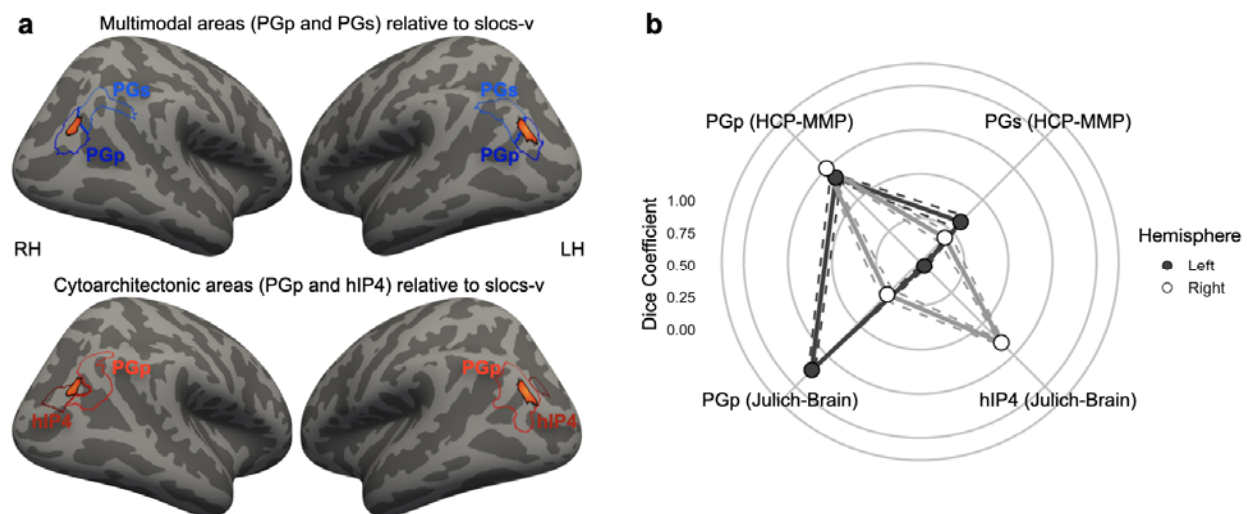 a
Multimodal areas (PGp and PGs) relative to slocs-v
PGs
PGp
PGs
PGp
RH
LH
Cytoarchitectonic areas (PGp and hIP4) relative to slocs-v
PGp
hIP4
PGp
hIP4
b
PGp (HCP-MMP)
PGs (HCP-MMP)
1.00
0.75
0.50
0.25
0.00
Dice Coefficient
PGp (Julich-Brain)
hIP4 (Julich-Brain)
Hemisphere
Left
Right